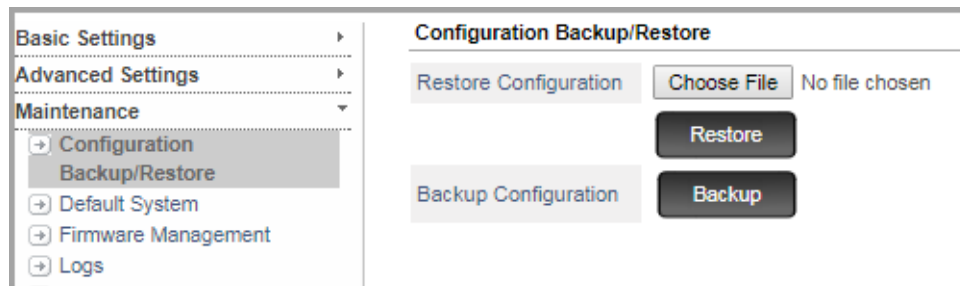 Basic Settings
Advanced Settings
Maintenance
Configuration
Backup/Restore
Default System
Firmware Management
Logs
Configuration Backup/Restore
Restore Configuration Choose File No file chosen
Restore
Backup Configuration Backup